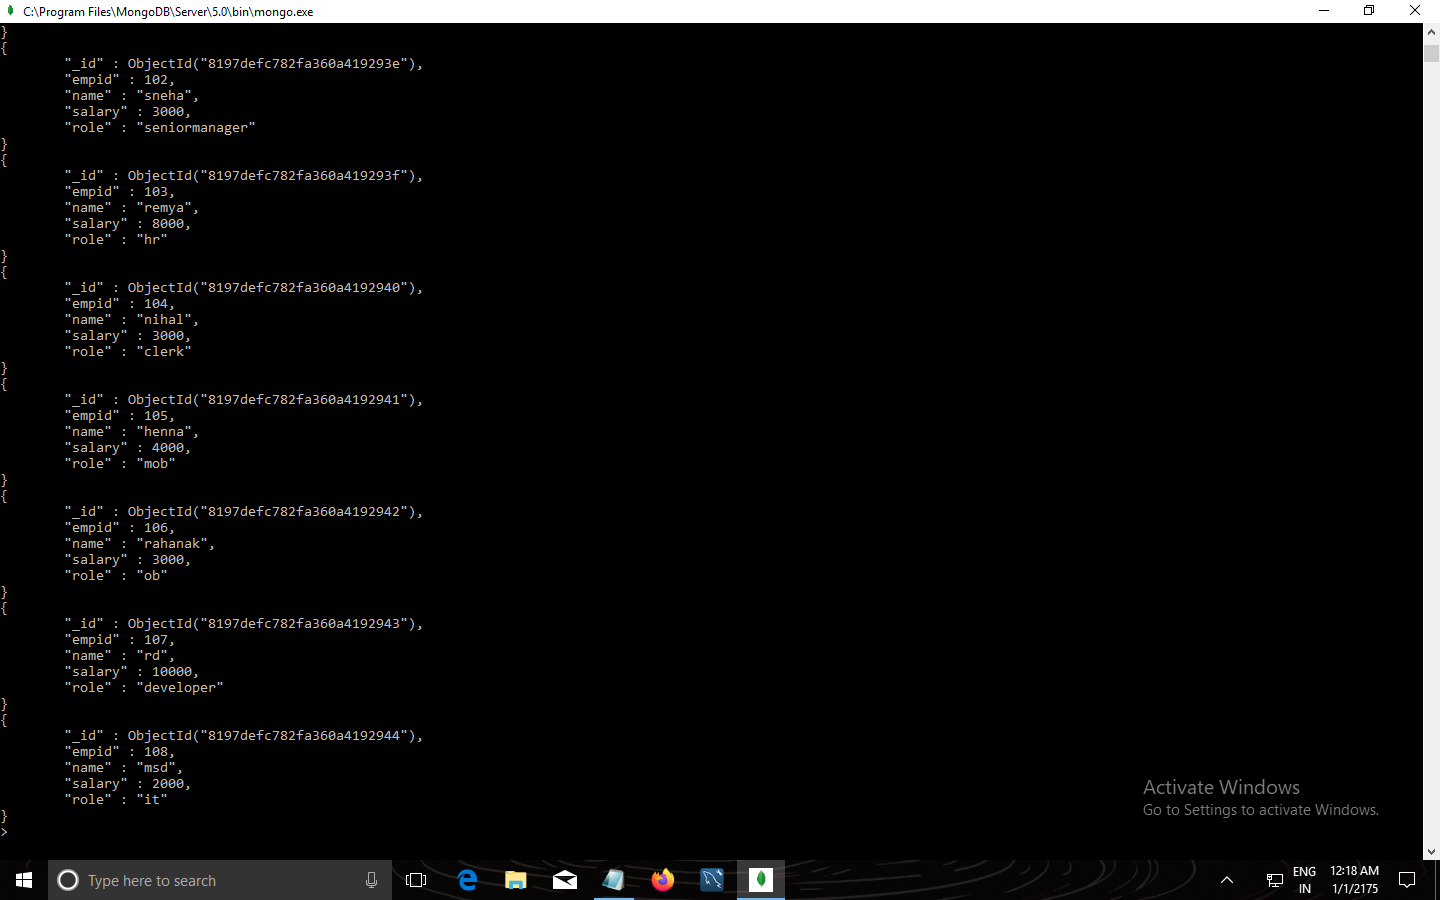 C:\Program Files\MongoDB\Server\5.0\bin\mongo.exe
}
{
        "_id" : ObjectId("8197defc782fa360a419293e"),
        "empid" : 102,
        "name" : "sneha",
        "salary" : 3000,
        "role" : "seniormanager"
}
{
        "_id" : ObjectId("8197defc782fa360a419293f"),
        "empid" : 103,
        "name" : "remya",
        "salary" : 8000,
        "role" : "hr"
}
{
        "_id" : ObjectId("8197defc782fa360a4192940"),
        "empid" : 104,
        "name" : "nihal",
        "salary" : 3000,
        "role" : "clerk"
}
{
        "_id" : ObjectId("8197defc782fa360a4192941"),
        "empid" : 105,
        "name" : "henna",
        "salary" : 4000,
        "role" : "mob"
}
{
        "_id" : ObjectId("8197defc782fa360a4192942"),
        "empid" : 106,
        "name" : "rahanak",
        "salary" : 3000,
        "role" : "ob"
}
{
        "_id" : ObjectId("8197defc782fa360a4192943"),
        "empid" : 107,
        "name" : "rd",
        "salary" : 10000,
        "role" : "developer"
}
{
        "_id" : ObjectId("8197defc782fa360a4192944"),
        "empid" : 108,
        "name" : "msd",
        "salary" : 2000,
        "role" : "it"
}
>
Activate Windows
Go to Settings to activate Windows.
Type here to search
ENG
IN
12:18 AM
1/1/2175